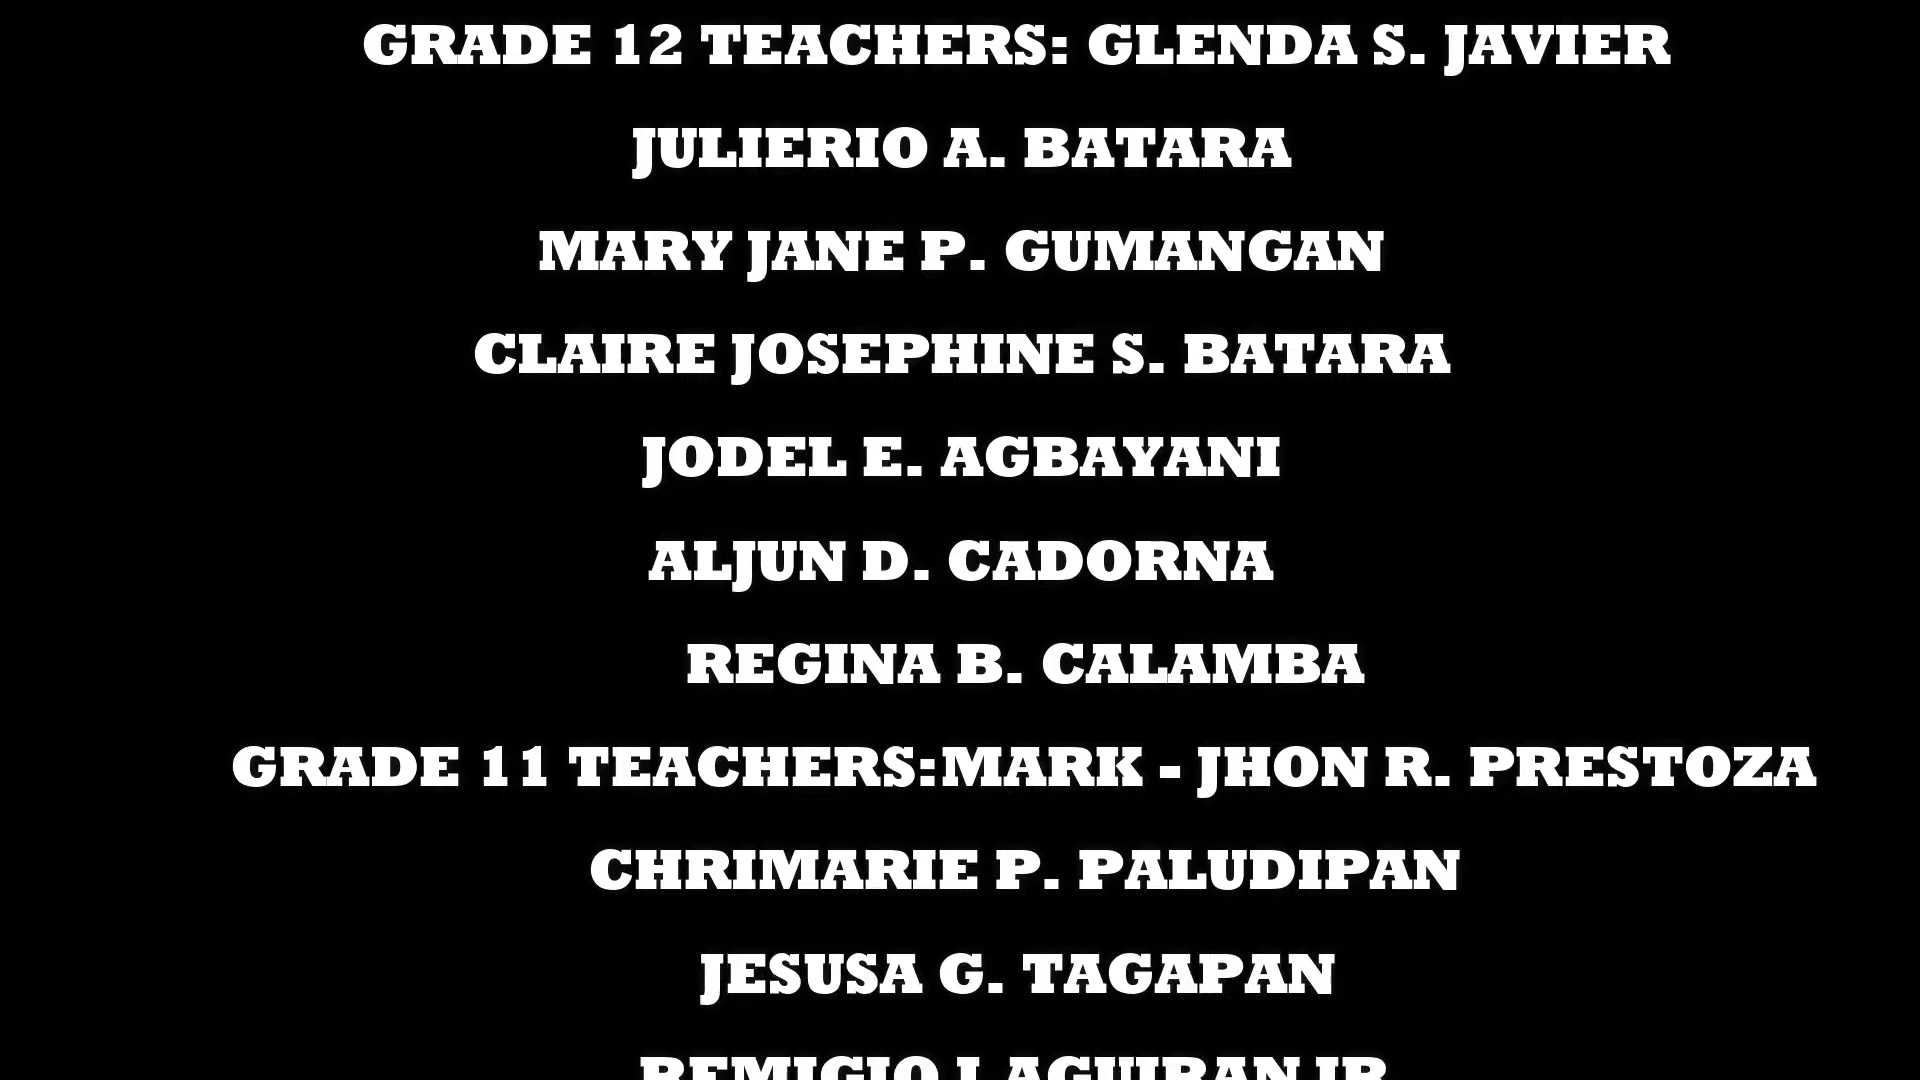 GRADE 12 TEACHERS: GLENDA S. JAVIER
JULIERIO A. BATARA
MARY JANE P. GUMANGAN
CLAIRE JOSEPHINE S. BATARA
JODEL E. AGBAYANI
ALJUN D. CADORNA
REGINA B. CALAMBA
GRADE 11 TEACHERS:MARK - JHON R. PRESTOZA
CHRIMARIE P. PALUDIPAN
JESUSA G. TAGAPAN
REMIGIO